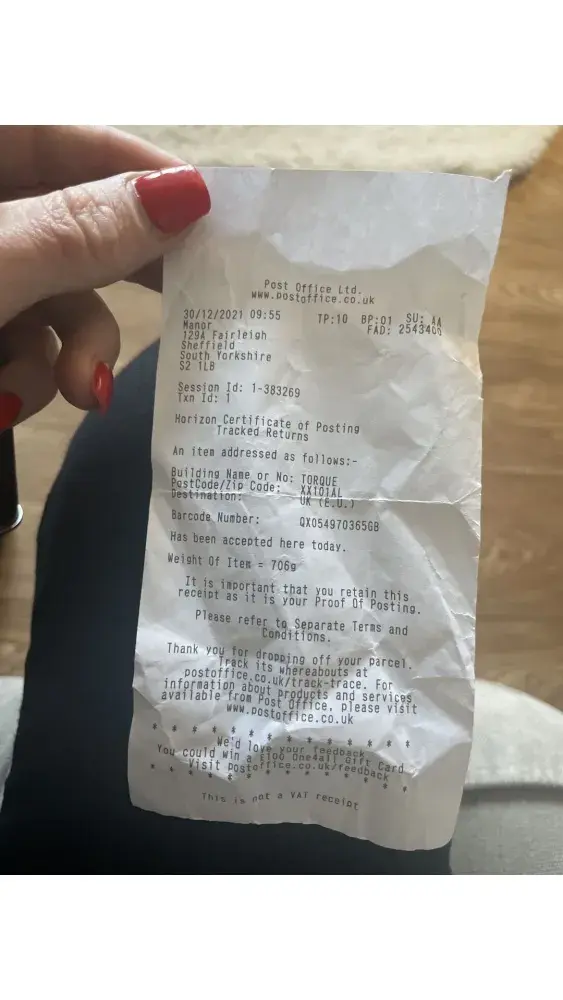 Post Office Ltd.
www.postoffice.co.uk
30/12/2021 09:55 TP:10 BP:01 SU: AA
Manor FAD: 254340G
129A Fairleigh
Sheffield
South Yorkshire
S2 1LB
Session Id: 1-383269
Txn Id: 1
Horizon Certificate of Posting
Tracked Returns
An item addressed as follows:-
Building Name or No: TORQUE
PostCode/Zip Code: XX101AL
Destination: UK (E.U.)
Barcode Number: QX054970365GB
Has been accepted here today.
Weight Of Item = 706g
It is important that you retain this
receipt as it is your Proof Of Posting.
Please refer to Separate Terms and
Conditions.
Thank you for dropping off your parcel.
Track its whereabouts at
postoffice.co.uk/track-trace. For
information about products and services
available from Post Office, please visit
www.postoffice.co.uk
* * * * * * * * * * * * * *
We'd love your feedback
You could win a £100 One4all Gift Card
Visit postoffice.co.uk/feedback
* * * * * * * * * * * * * *
This is not a VAT receipt